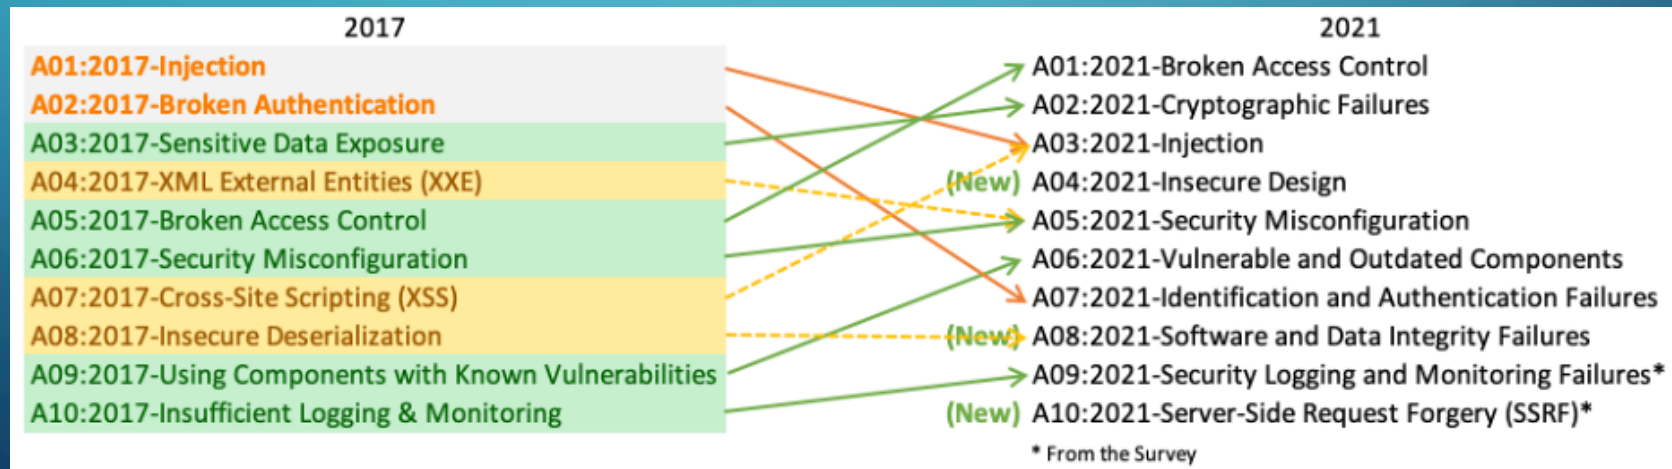 2017
2021
A01:2017-Injection
A02:2017-Broken Authentication
A03:2017-Sensitive Data Exposure
A04:2017-XML External Entities (XXE)
A05:2017-Broken Access Control
A06:2017-Security Misconfiguration
A07:2017-Cross-Site Scripting (XSS)
A08:2017-Insecure Deserialization
A09:2017-Using Components with Known Vulnerabilities
A10:2017-Insufficient Logging & Monitoring
A01:2021-Broken Access Control
A02:2021-Cryptographic Failures
A03:2021-Injection
(New) A04:2021-Insecure Design
A05:2021-Security Misconfiguration
A06:2021-Vulnerable and Outdated Components
A07:2021-Identification and Authentication Failures
(New) A08:2021-Software and Data Integrity Failures
A09:2021-Security Logging and Monitoring Failures*
(New) A10:2021-Server-Side Request Forgery (SSRF)*
* From the Survey